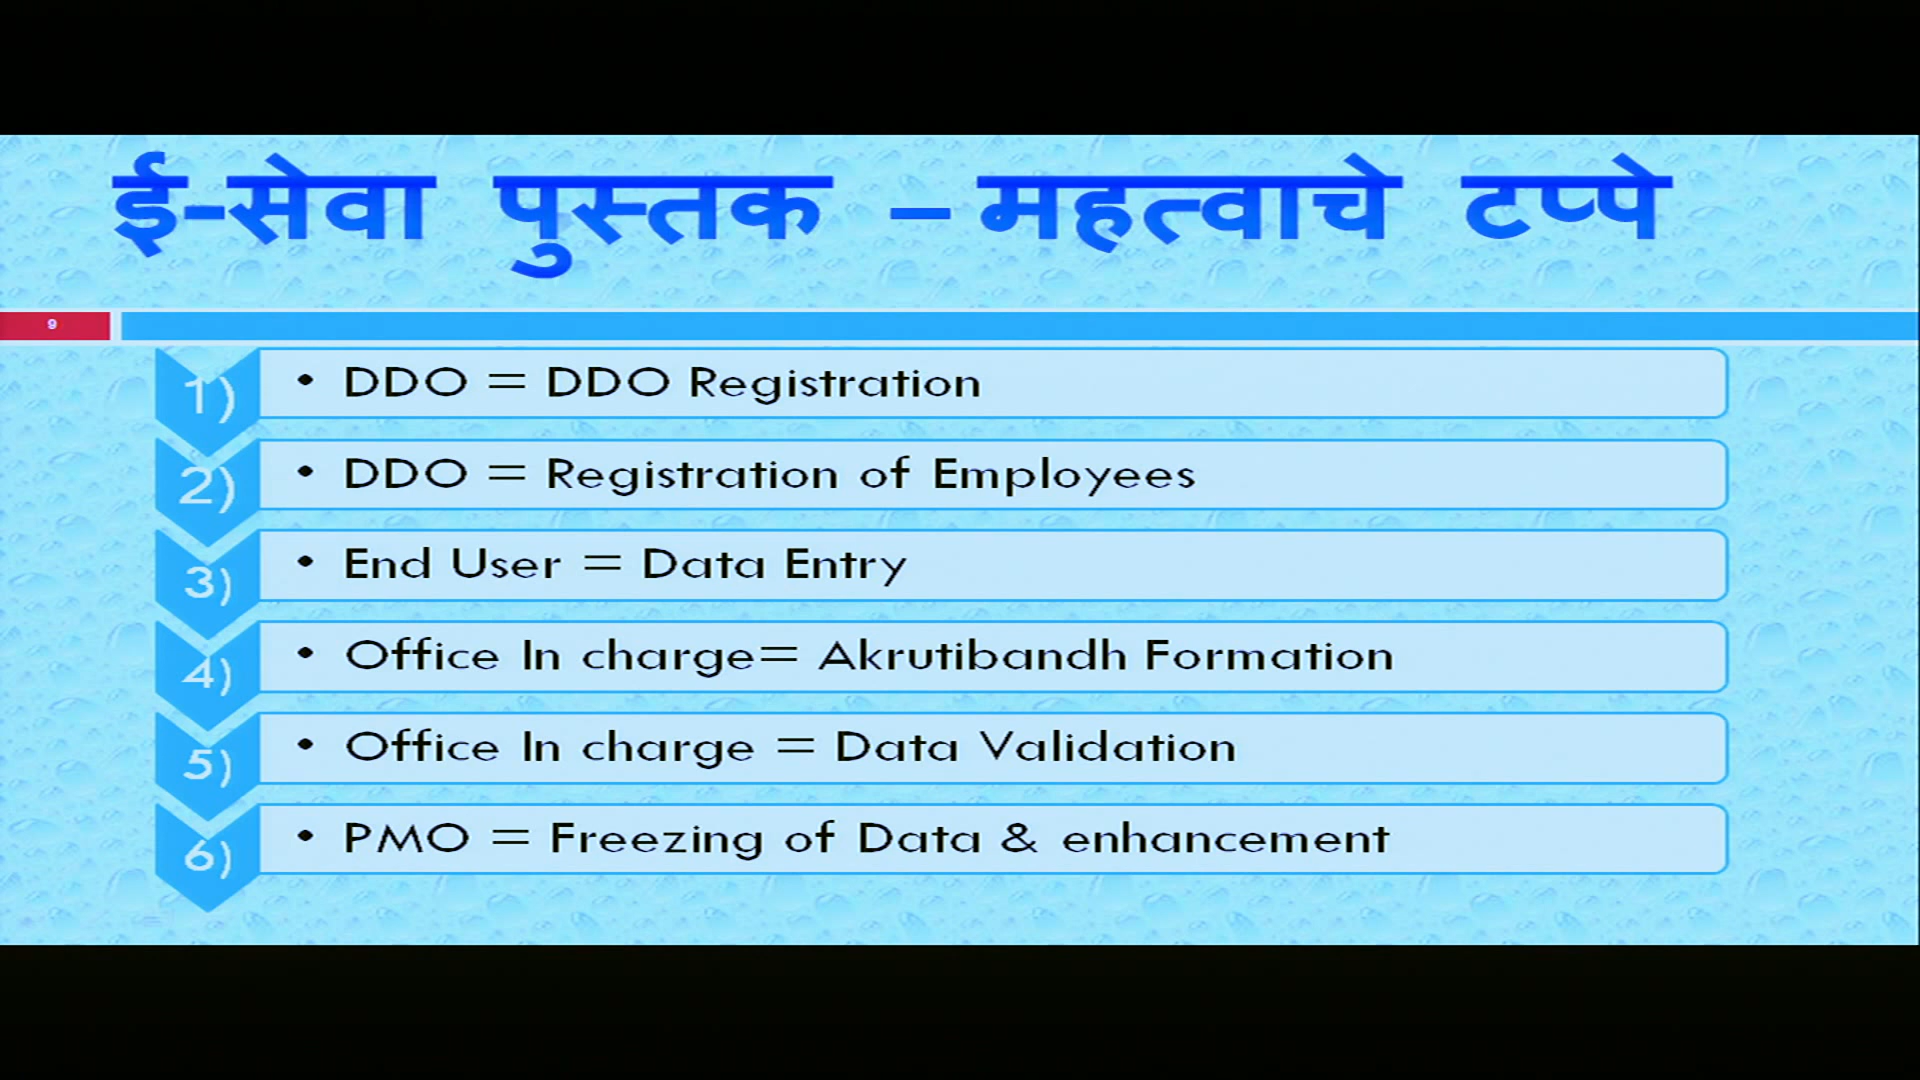 ई-सेवा पुस्तक – महत्वाचे टप्पे
9
1) • DDO = DDO Registration
2) • DDO = Registration of Employees
3) • End User = Data Entry
4) • Office In charge= Akrutibandh Formation
5) • Office In charge = Data Validation
6) • PMO = Freezing of Data & enhancement